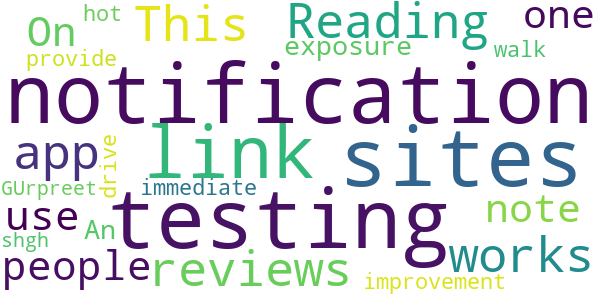 hot This Reading one
On
provide exposure walk
notification
app link sites
drive
GUrpreet immediate
use An testing note
shgh
people reviews works
improvement